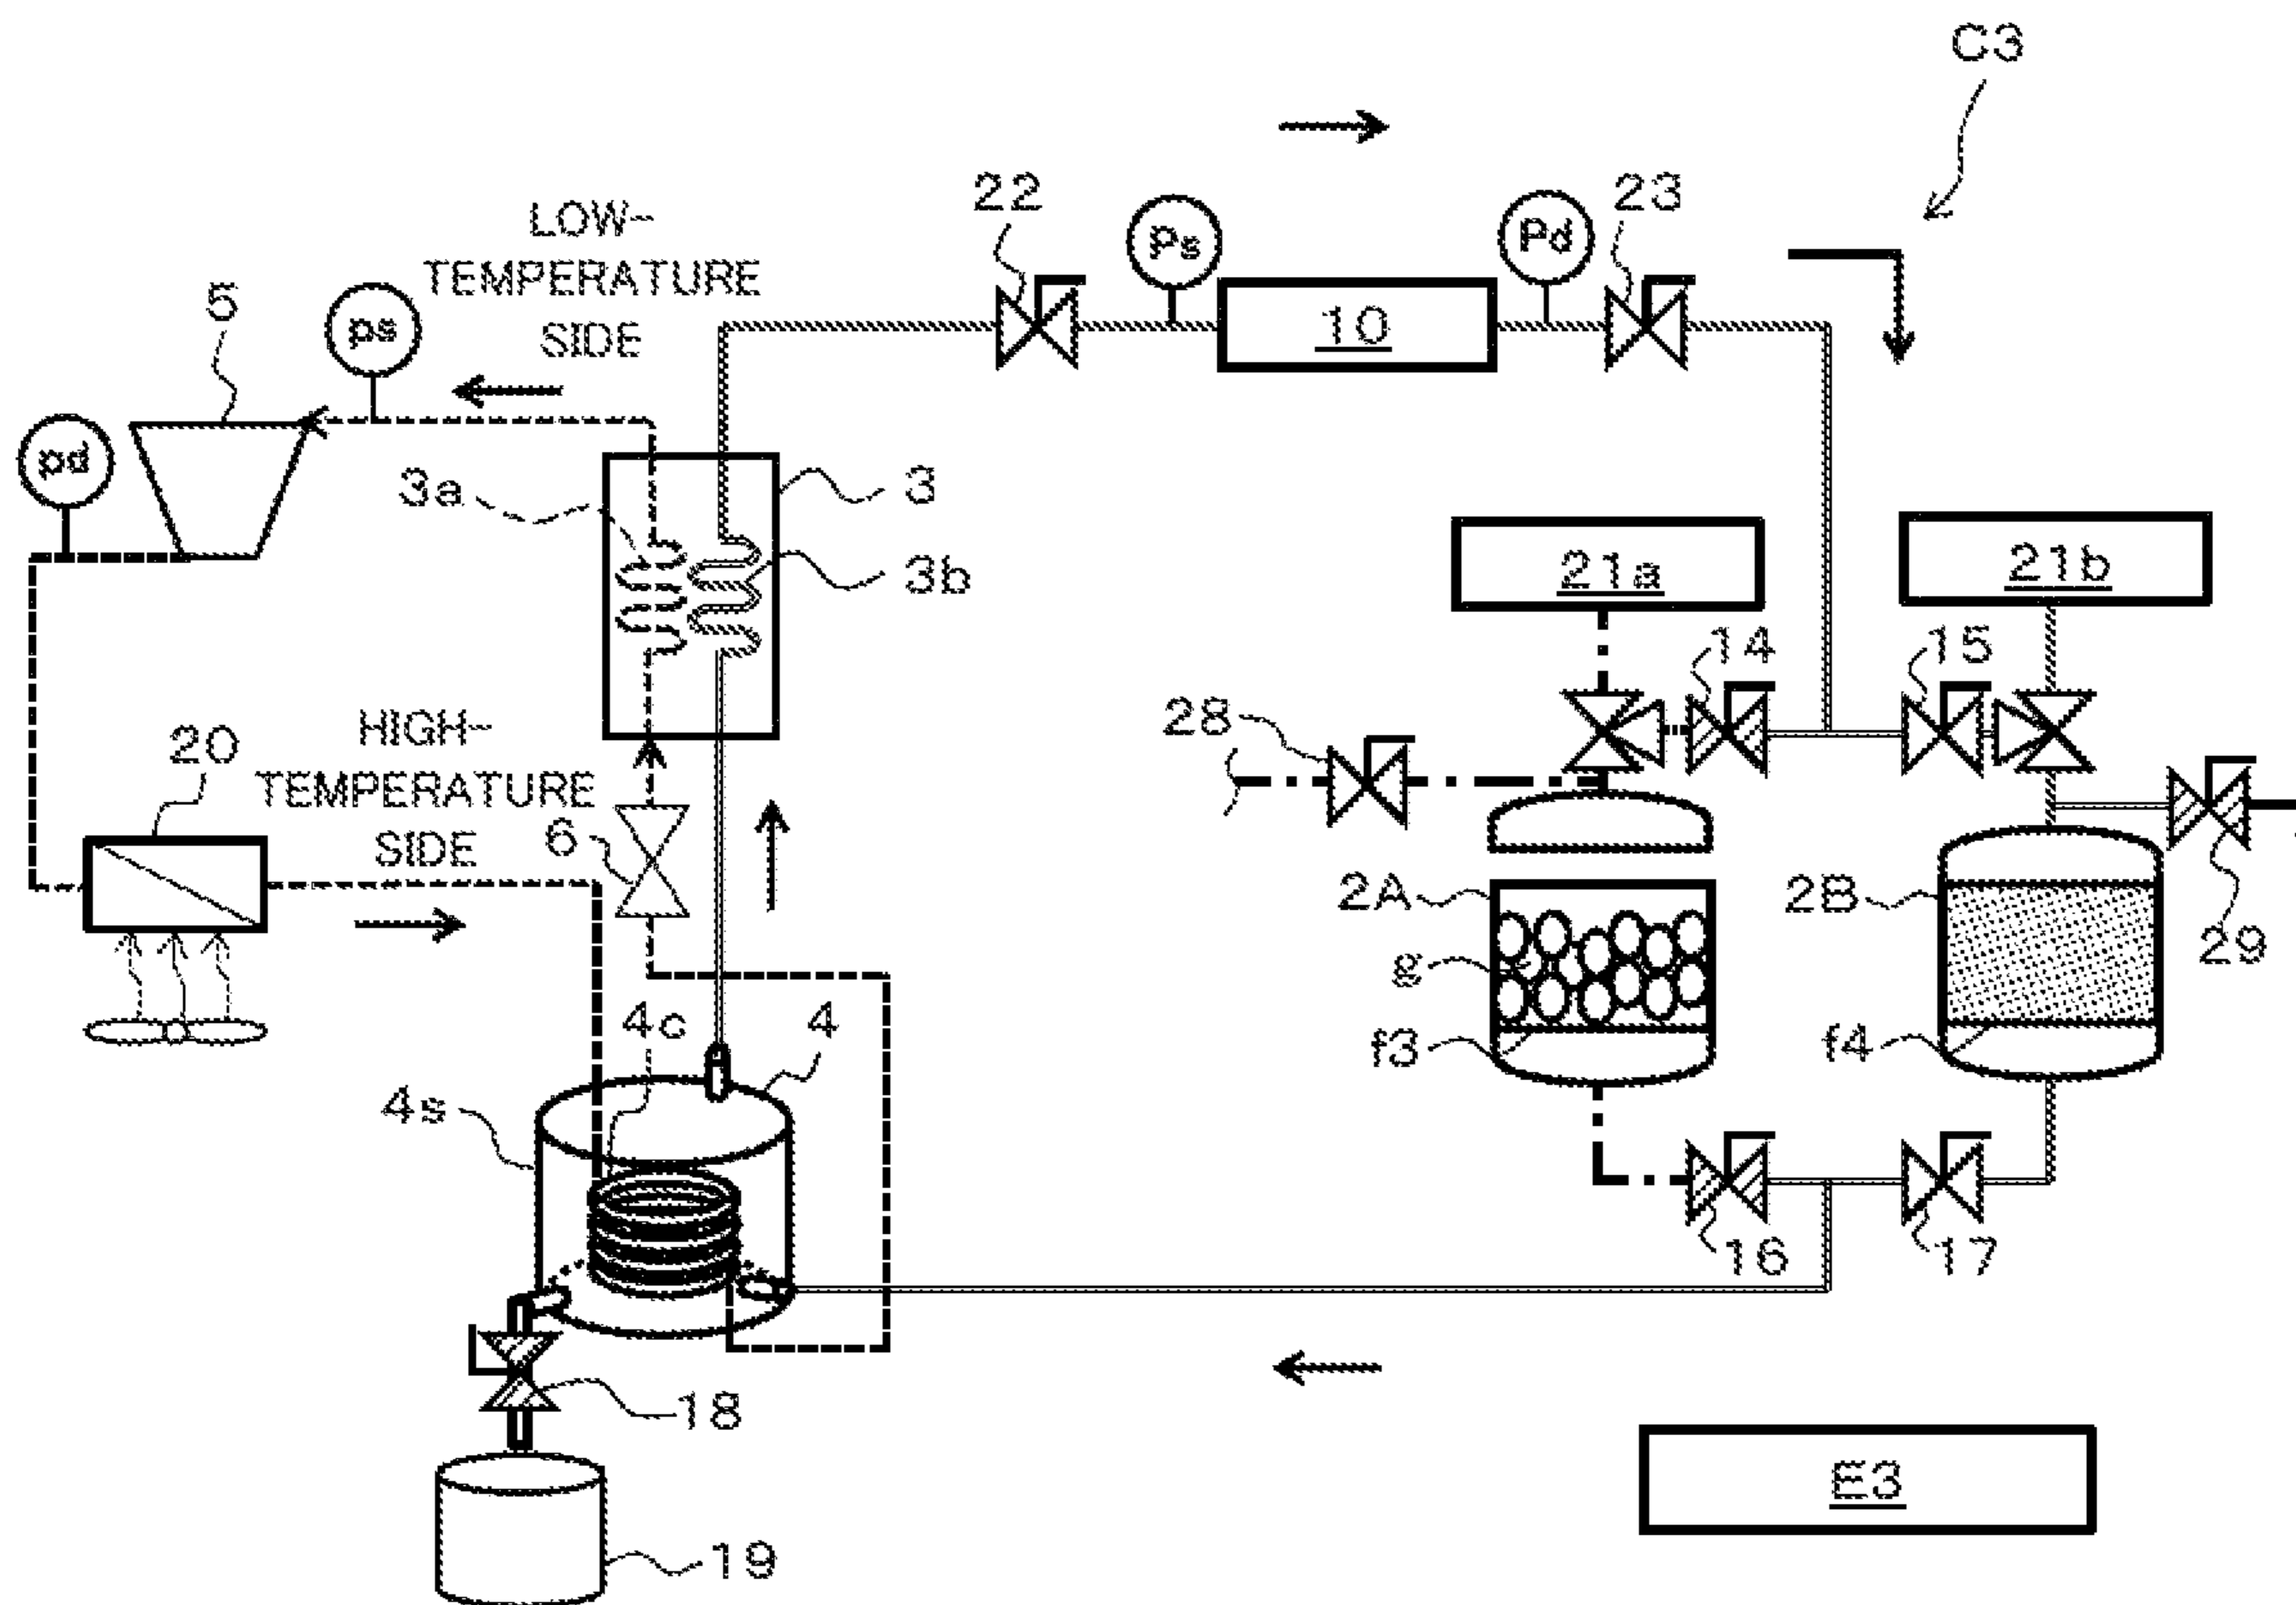 C3
22
Ps
Pd
23
LOW-
TEMPERATURE
SIDE
5
ps
10
pd
3a
3
3b
21a
21b
14
15
28
20
HIGH-
TEMPERATURE
SIDE
6
2A
2B
29
g
4c
4
f3
f4
4s
16
17
18
E3
19